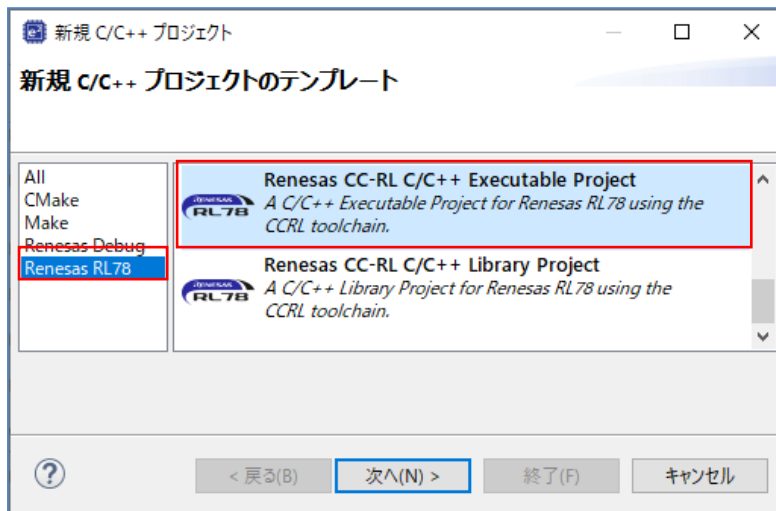 新規 C/C++ プロジェクト
新規 C/C++ プロジェクトのテンプレート
All
CMake
Make
Renesas Debug
Renesas RL78
RENESAS
RL78
Renesas CC-RL C/C++ Executable Project
A C/C++ Executable Project for Renesas RL78 using the
CCRL toolchain.
RENESAS
RL78
Renesas CC-RL C/C++ Library Project
A C/C++ Library Project for Renesas RL78 using the
CCRL toolchain.
< 戻る(B)
次へ(N) >
終了(F)
キャンセル